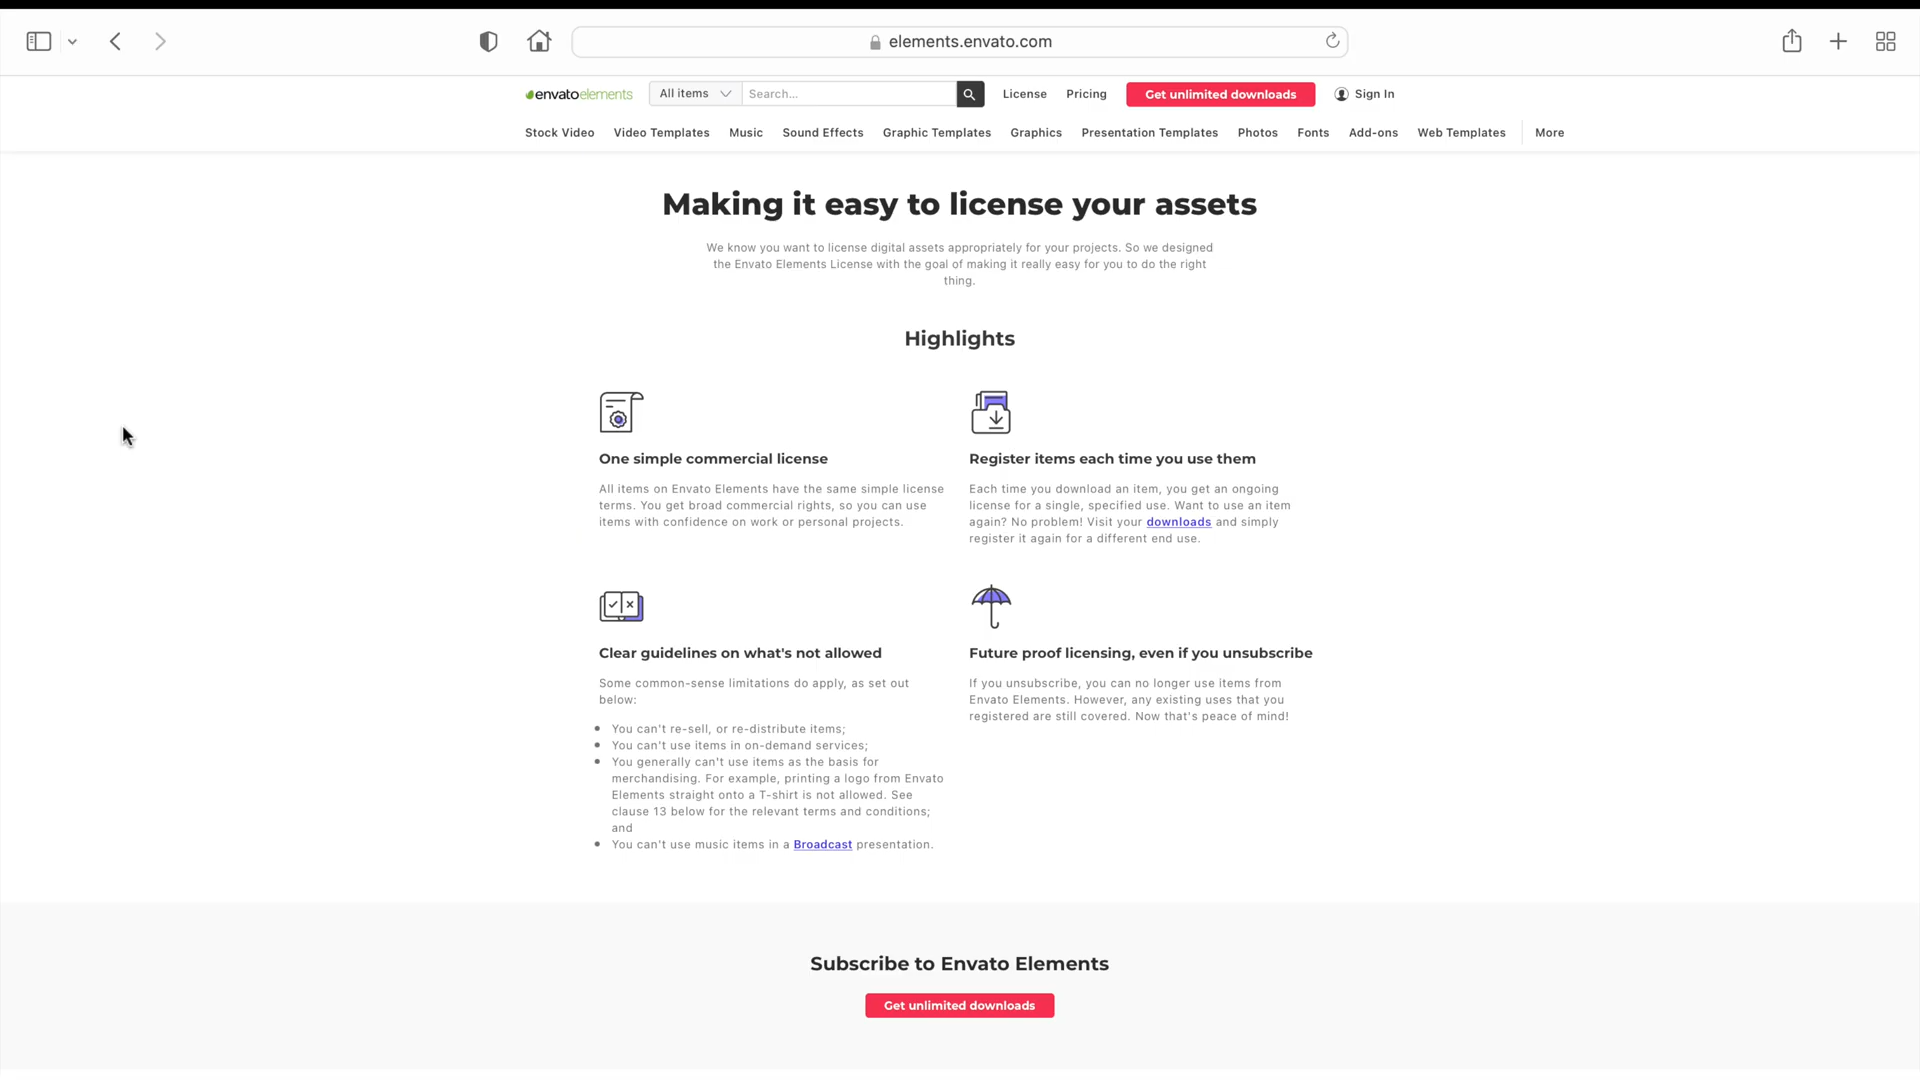 elements.envato.com
envatoelements
All items
Search...
License
Pricing
Get unlimited downloads
Sign In
Stock Video
Video Templates
Music
Sound Effects
Graphic Templates
Graphics
Presentation Templates
Photos
Fonts
Add-ons
Web Templates
More
Making it easy to license your assets
We know you want to license digital assets appropriately for your projects. So we designed
the Envato Elements License with the goal of making it really easy for you to do the right
thing.
Highlights
One simple commercial license
All items on Envato Elements have the same simple license
terms. You get broad commercial rights, so you can use
items with confidence on work or personal projects.
Register items each time you use them
Each time you download an item, you get an ongoing
license for a single, specified use. Want to use an item
again? No problem! Visit your downloads and simply
register it again for a different end use.
Clear guidelines on what's not allowed
Some common-sense limitations do apply, as set out
below:
You can't re-sell, or re-distribute items;
You can't use items in on-demand services;
You generally can't use items as the basis for
merchandising. For example, printing a logo from Envato
Elements straight onto a T-shirt is not allowed. See
clause 13 below for the relevant terms and conditions;
and
You can't use music items in a Broadcast presentation.
Future proof licensing, even if you unsubscribe
If you unsubscribe, you can no longer use items from
Envato Elements. However, any existing uses that you
registered are still covered. Now that's peace of mind!
Subscribe to Envato Elements
Get unlimited downloads